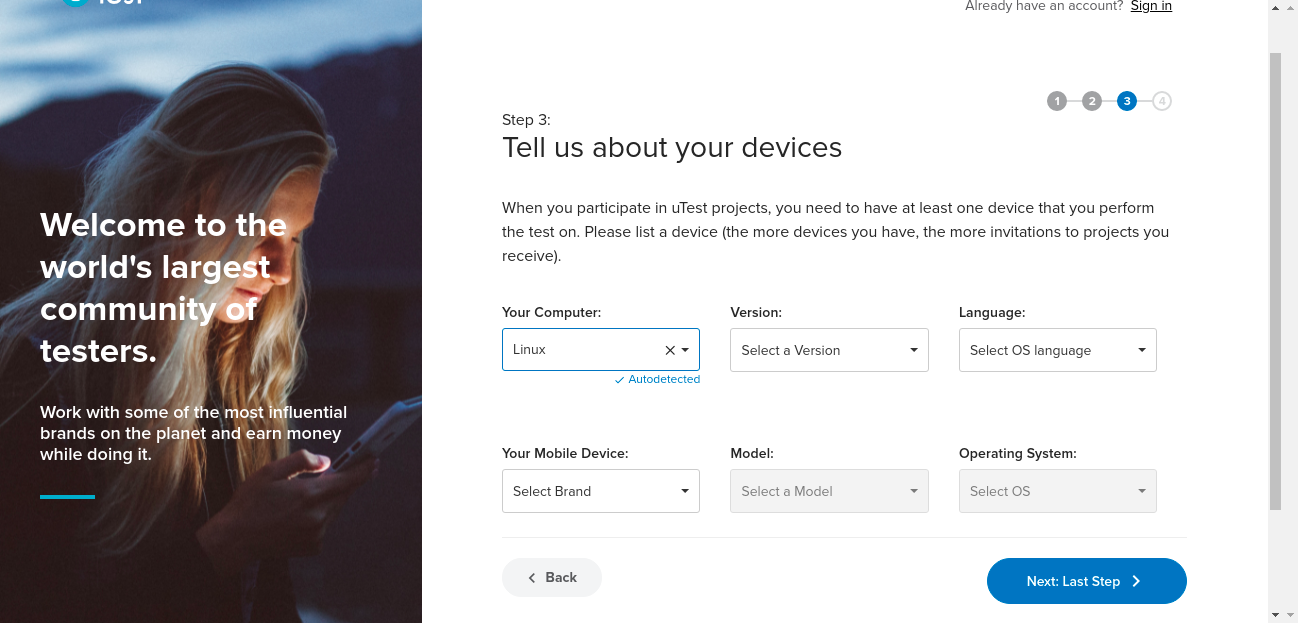 Already have an account? Sign in
1 2 3 4
Step 3:
Tell us about your devices
Welcome to the
world's largest
community of
testers.
Work with some of the most influential
brands on the planet and earn money
while doing it.
When you participate in uTest projects, you need to have at least one device that you perform
the test on. Please list a device (the more devices you have, the more invitations to projects you
receive).
Your Computer: Version: Language:
Linux Select a Version Select OS language
Autodetected
Your Mobile Device: Model: Operating System:
Select Brand Select a Model Select OS
Back Next: Last Step